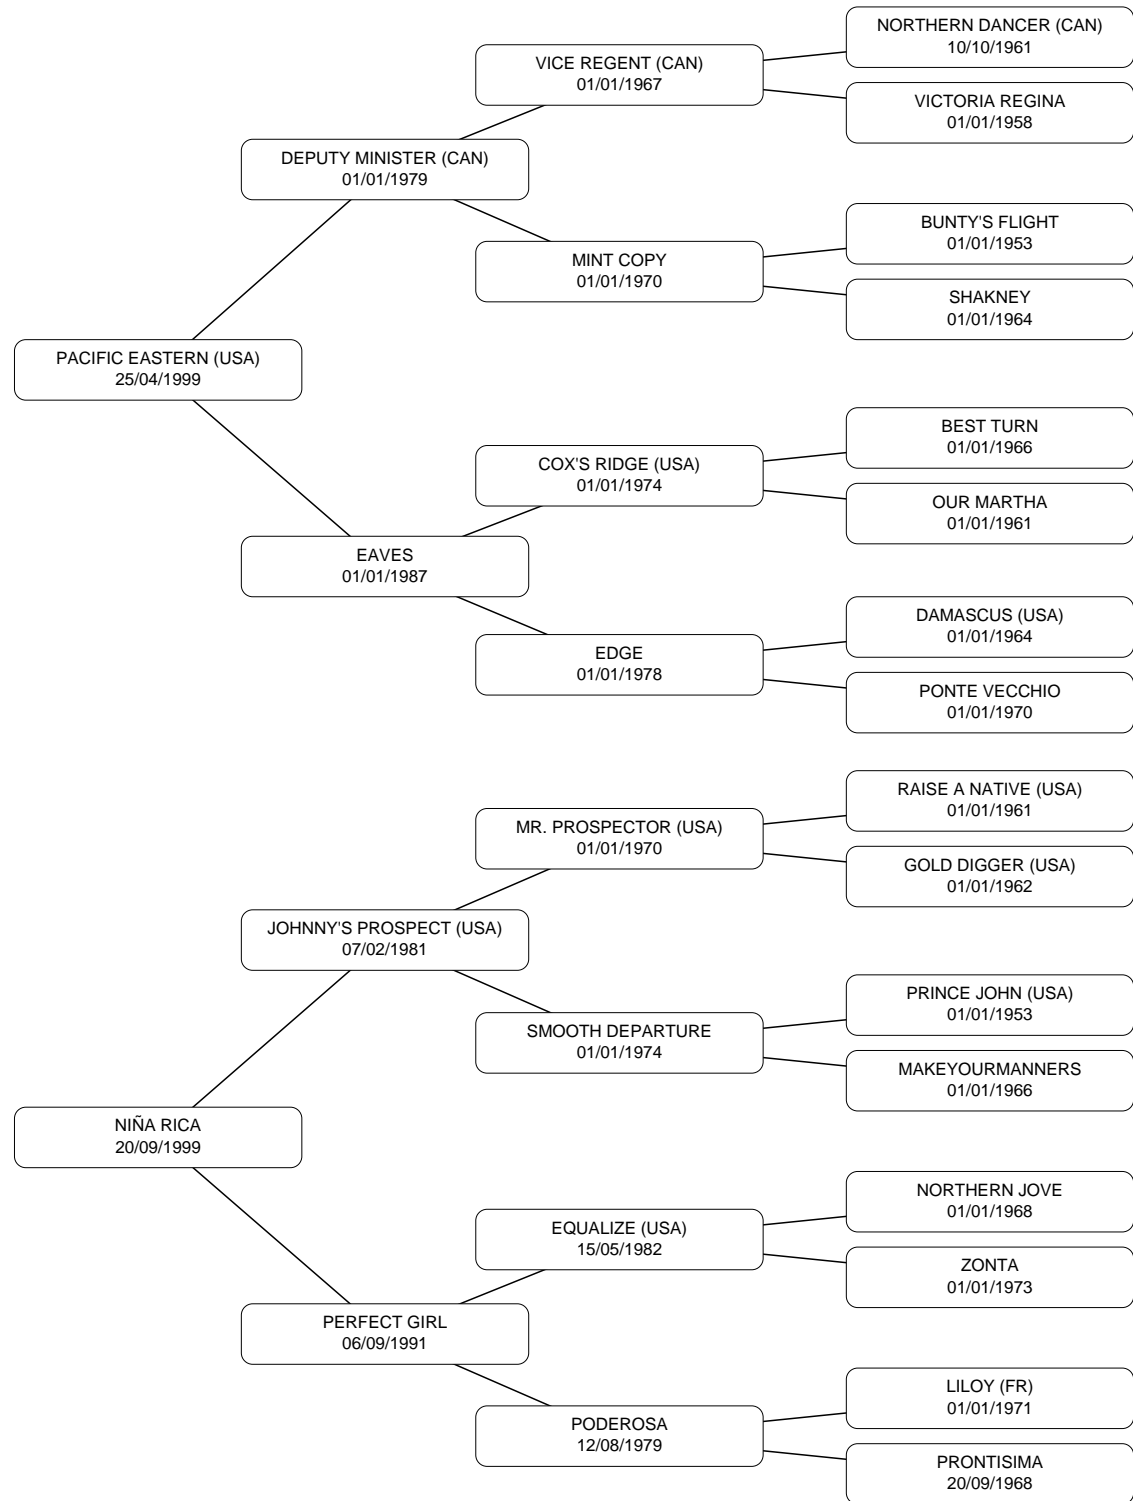 NORTHERN DANCER (CAN)
10/10/1961
VICE REGENT (CAN)
01/01/1967
VICTORIA REGINA
01/01/1958
DEPUTY MINISTER (CAN)
01/01/1979
BUNTY'S FLIGHT
01/01/1953
MINT COPY
01/01/1970
SHAKNEY
01/01/1964
PACIFIC EASTERN (USA)
25/04/1999
BEST TURN
01/01/1966
COX'S RIDGE (USA)
01/01/1974
OUR MARTHA
01/01/1961
EAVES
01/01/1987
DAMASCUS (USA)
01/01/1964
EDGE
01/01/1978
PONTE VECCHIO
01/01/1970
RAISE A NATIVE (USA)
01/01/1961
MR. PROSPECTOR (USA)
01/01/1970
GOLD DIGGER (USA)
01/01/1962
JOHNNY'S PROSPECT (USA)
07/02/1981
PRINCE JOHN (USA)
01/01/1953
SMOOTH DEPARTURE
01/01/1974
MAKEYOURMANNERS
01/01/1966
NIÑA RICA
20/09/1999
NORTHERN JOVE
01/01/1968
EQUALIZE (USA)
15/05/1982
ZONTA
01/01/1973
PERFECT GIRL
06/09/1991
LILOY (FR)
01/01/1971
PODEROSA
12/08/1979
PRONTISIMA
20/09/1968